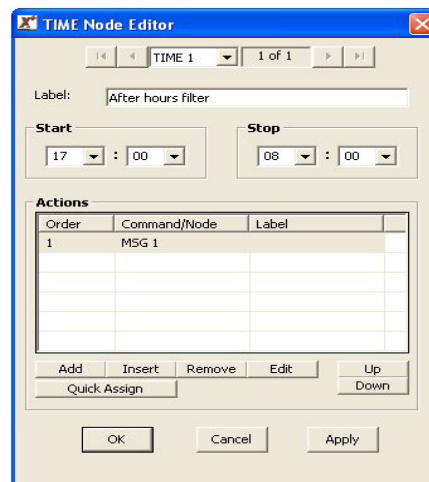 TIME Node Editor
TIME 1 1 of 1
Label: After hours filter
Start Stop
17 : 00 08 : 00
Actions
Order Command/Node Label
1 MSG 1
Add Insert Remove Edit Up
Quick Assign Down
OK Cancel Apply